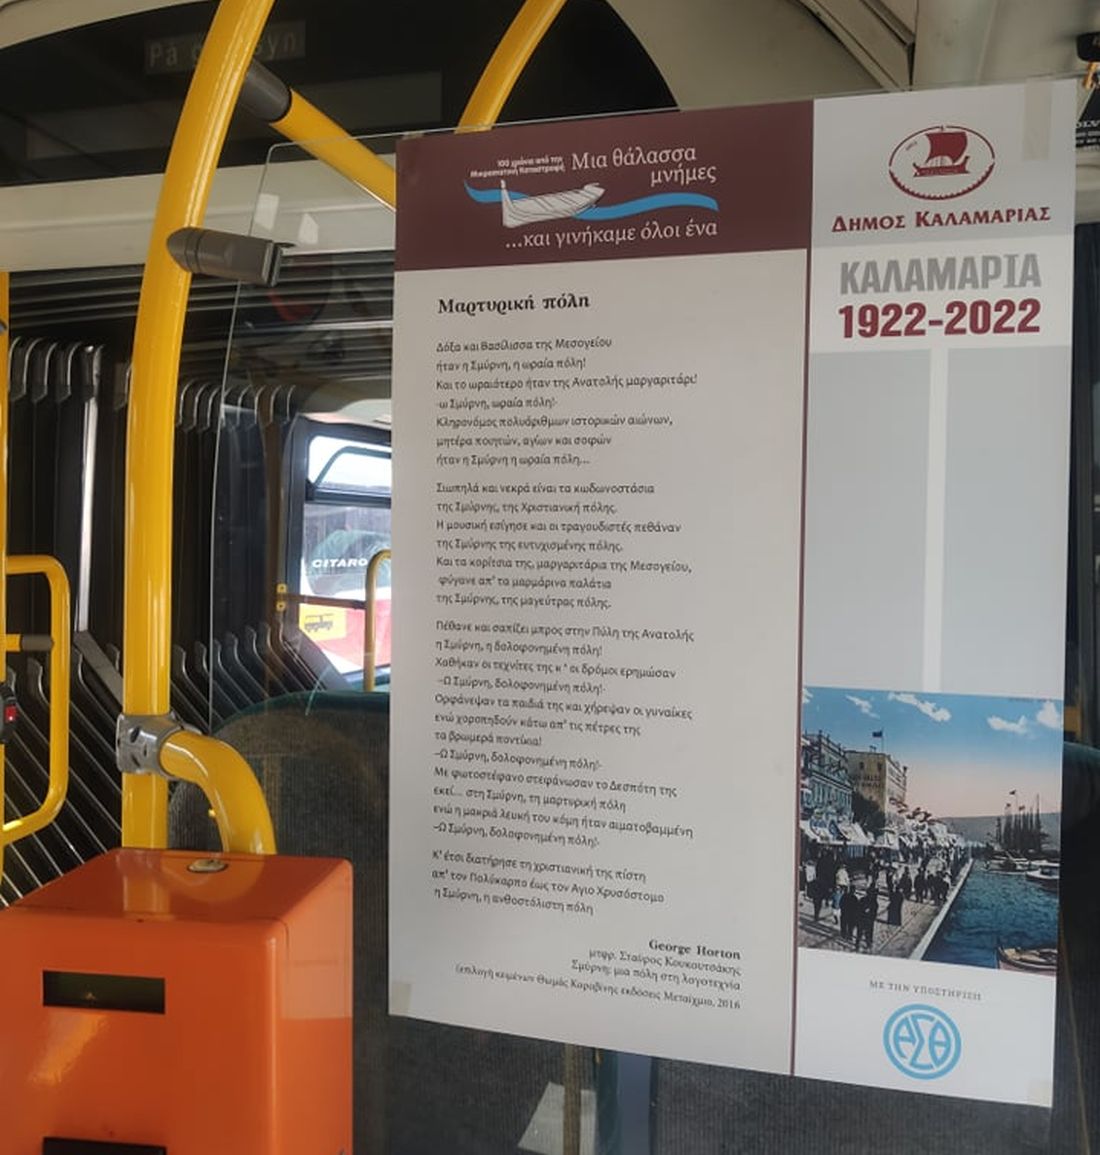 100 χρόνια από την
Μικρασιατική Καταστροφή
Μια θάλασσα
μνήμες
...και γινήκαμε όλοι ένα
Μαρτυρική πόλη
Δόξα και Βασίλισσα της Μεσογείου
ήταν η Σμύρνη, η ωραία πόλη!
Και το ωραιότερο ήταν της Ανατολής μαργαριτάρι!
-ω Σμύρνη, ωραία πόλη!-
Κληρονόμος πολυάριθμων ιστορικών αιώνων,
μητέρα ποιητών, αγίων και σοφών
ήταν η Σμύρνη η ωραία πόλη...
Σιωπηλά και νεκρά είναι τα κωδωνοστάσια
της Σμύρνης, της Χριστιανική πόλης.
Η μουσική εσίγησε και οι τραγουδιστές πεθάναν
της Σμύρνης της ευτυχισμένης πόλης.
Και τα κορίτσια της, μαργαριτάρια της Μεσογείου,
φύγανε απ' τα μαρμάρινα παλάτια
της Σμύρνης, της μαγεύτρας πόλης.
Πέθανε και σαπίζει μπρος στην Πύλη της Ανατολής
η Σμύρνη, η δολοφονημένη πόλη!
Χαθήκαν οι τεχνίτες της κ ' οι δρόμοι ερημώσαν
–Ω Σμύρνη, δολοφονημένη πόλη!-
Ορφάνεψαν τα παιδιά της και χήρεψαν οι γυναίκες
ενώ χοροπηδούν κάτω απ' τις πέτρες της
τα βρωμερά ποντίκια!
–Ω Σμύρνη, δολοφονημένη πόλη!-
Με φωτοστέφανο στεφάνωσαν το Δεσπότη της
εκεί... στη Σμύρνη, τη μαρτυρική πόλη
ενώ η μακριά λευκή του κόμη ήταν αιματοβαμμένη
–Ω Σμύρνη, δολοφονημένη πόλη!-
Κ' έτσι διατήρησε τη χριστιανική της πίστη
απ' τον Πολύκαρπο έως τον Αγιο Χρυσόστομο
η Σμύρνη, η ανθοστόλιστη πόλη
George Horton
μτφρ. Σταύρος Κουκουτσάκης
Σμύρνη: μια πόλη στη λογοτεχνία
(επιλογή κειμένων Θωμάς Κοροβίνης εκδόσεις Μεταίχμιο, 2016
ΔΗΜΟΣ ΚΑΛΑΜΑΡΙΑΣ
ΚΑΛΑΜΑΡΙΑ
1922-2022
ΜΕ ΤΗΝ ΥΠΟΣΤΗΡΙΞΗ
ΑΣΘ
CITARO